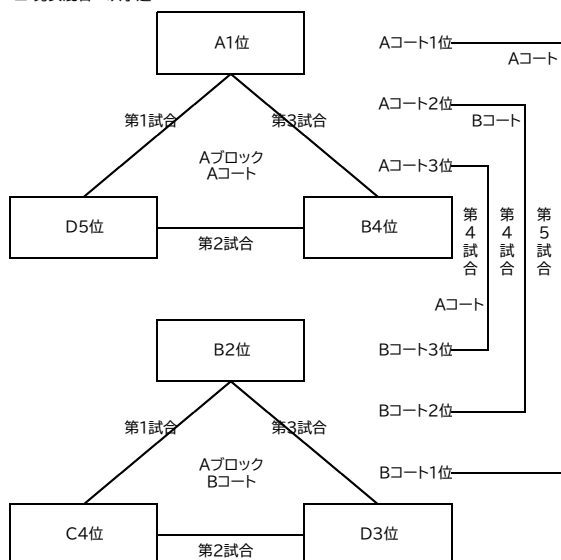 A1位
Aコート1位
Aコート
第1試合
第3試合
Aコート2位
Bコート
Aブロック
Aコート
Aコート3位
D5位
B4位
第2試合
第4試合
第4試合
第5試合
Aコート
B2位
Bコート3位
第1試合
第3試合
Bコート2位
Aブロック
Bコート
Bコート1位
C4位
D3位
第2試合